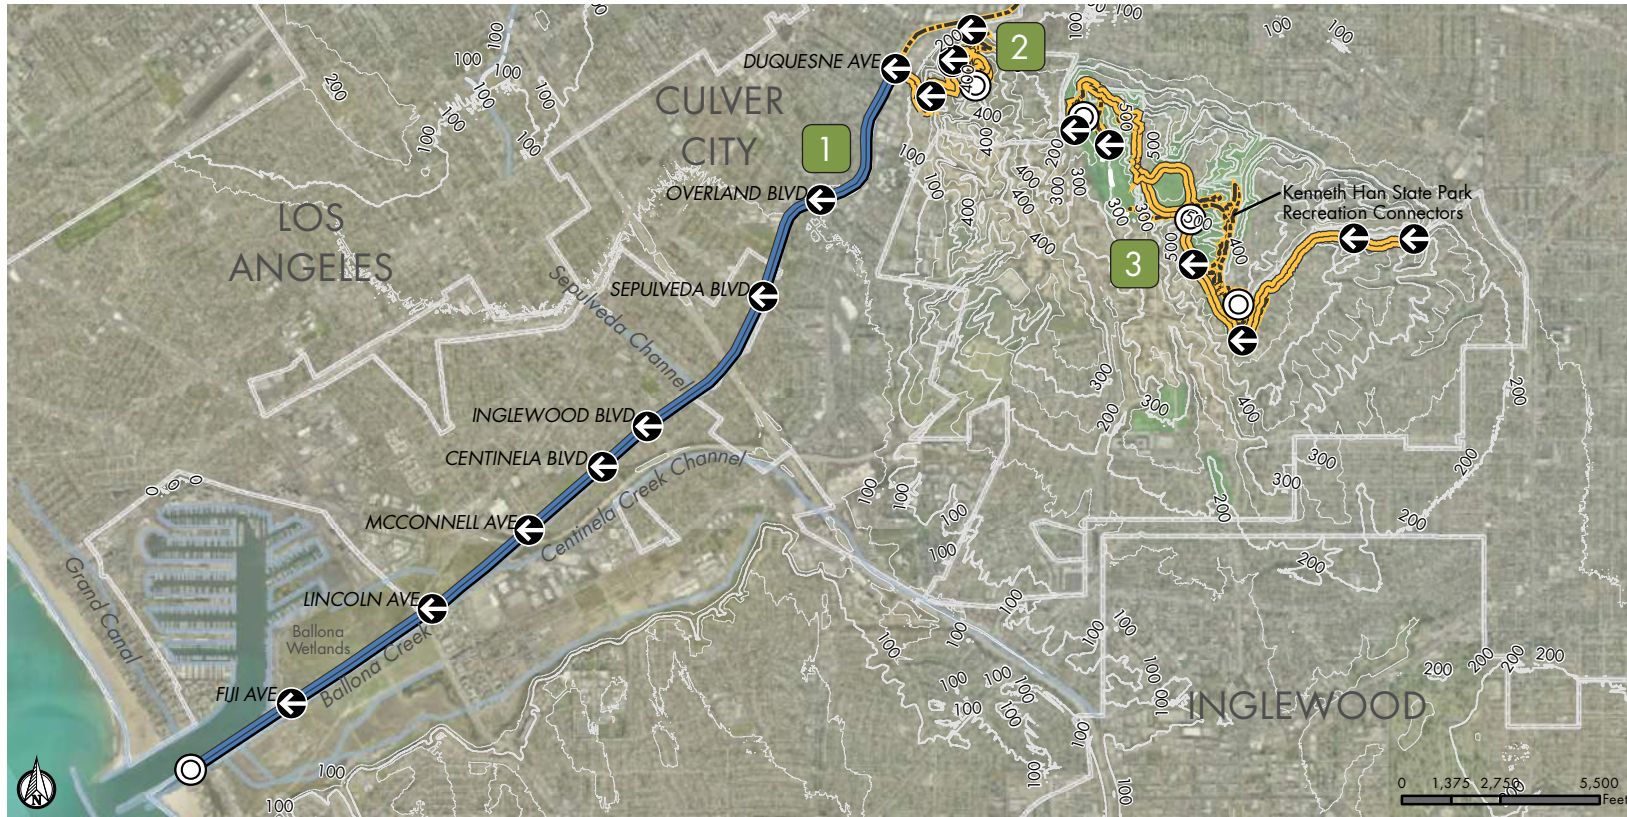 DUQUESNE AVE
2
CULVER
CITY
1
OVERLAND BLVD
LOS
ANGELES
Kenneth Han State Park
Recreation Connectors
3
SEPULVEDA BLVD
Sepulveda Channel
INGLEWOOD BLVD
CENTINELA BLVD
Centinela Creek Channel
MCCONNELL AVE
Grand Canal
LINCOLN AVE
Ballona
Wetlands
Ballona Creek
FIJI AVE
INGLEWOOD
N
0 1,375 2,750 5,500
Feet
100
200
300
400
500
0